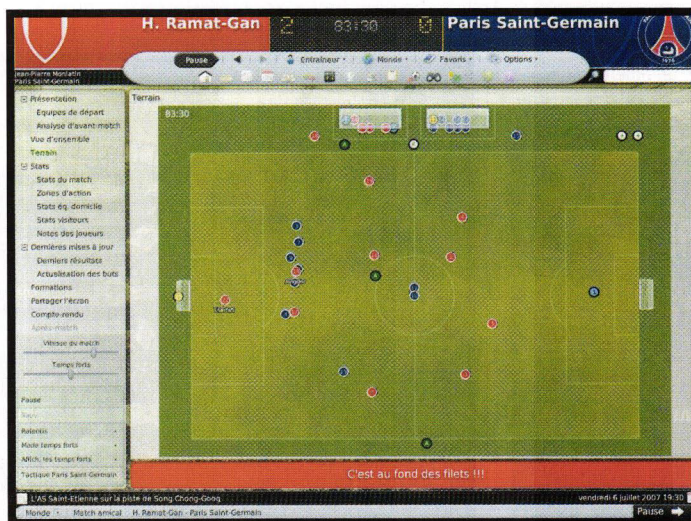 H. Ramat-Gan 2 83:30 0 Paris Saint-Germain
Pause Entraîneur Monde Favoris Options
Jean-Pierre Morlatin
Paris Saint-Germain
Présentation
Equipes de départ
Analyse d'avant-match
Vue d'ensemble
Terrain
Stats
Stats du match
Zones d'action
Stats éq. domicile
Stats visiteurs
Notes des joueurs
Dernières mises à jour
Derniers résultats
Actualisation des buts
Formations
Partager l'écran
Compte-rendu
Après-match
Vitesse du match
Temps forts
Pause
Ralentis
Mode temps forts
Affich. les temps forts
Tactique Paris Saint-Germain
Terrain
83:30
C'est au fond des filets !!!
L'AS Saint-Etienne sur la piste de Song Chong-Gooq
vendredi 6 juillet 2007 19:30
Monde Match amical H. Ramat-Gan - Paris Saint-Germain
Pause